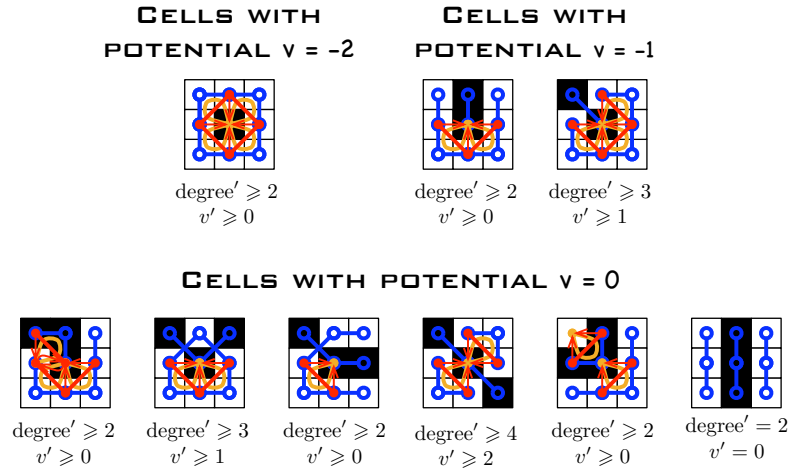 Cells with potential v = -2
Cells with potential v = -1
degree′ ⩾ 2
v′ ⩾ 0
degree′ ⩾ 2
v′ ⩾ 0
degree′ ⩾ 3
v′ ⩾ 1
Cells with potential v = 0
degree′ ⩾ 2
v′ ⩾ 0
degree′ ⩾ 3
v′ ⩾ 1
degree′ ⩾ 2
v′ ⩾ 0
degree′ ⩾ 4
v′ ⩾ 2
degree′ ⩾ 2
v′ ⩾ 0
degree′ = 2
v′ = 0